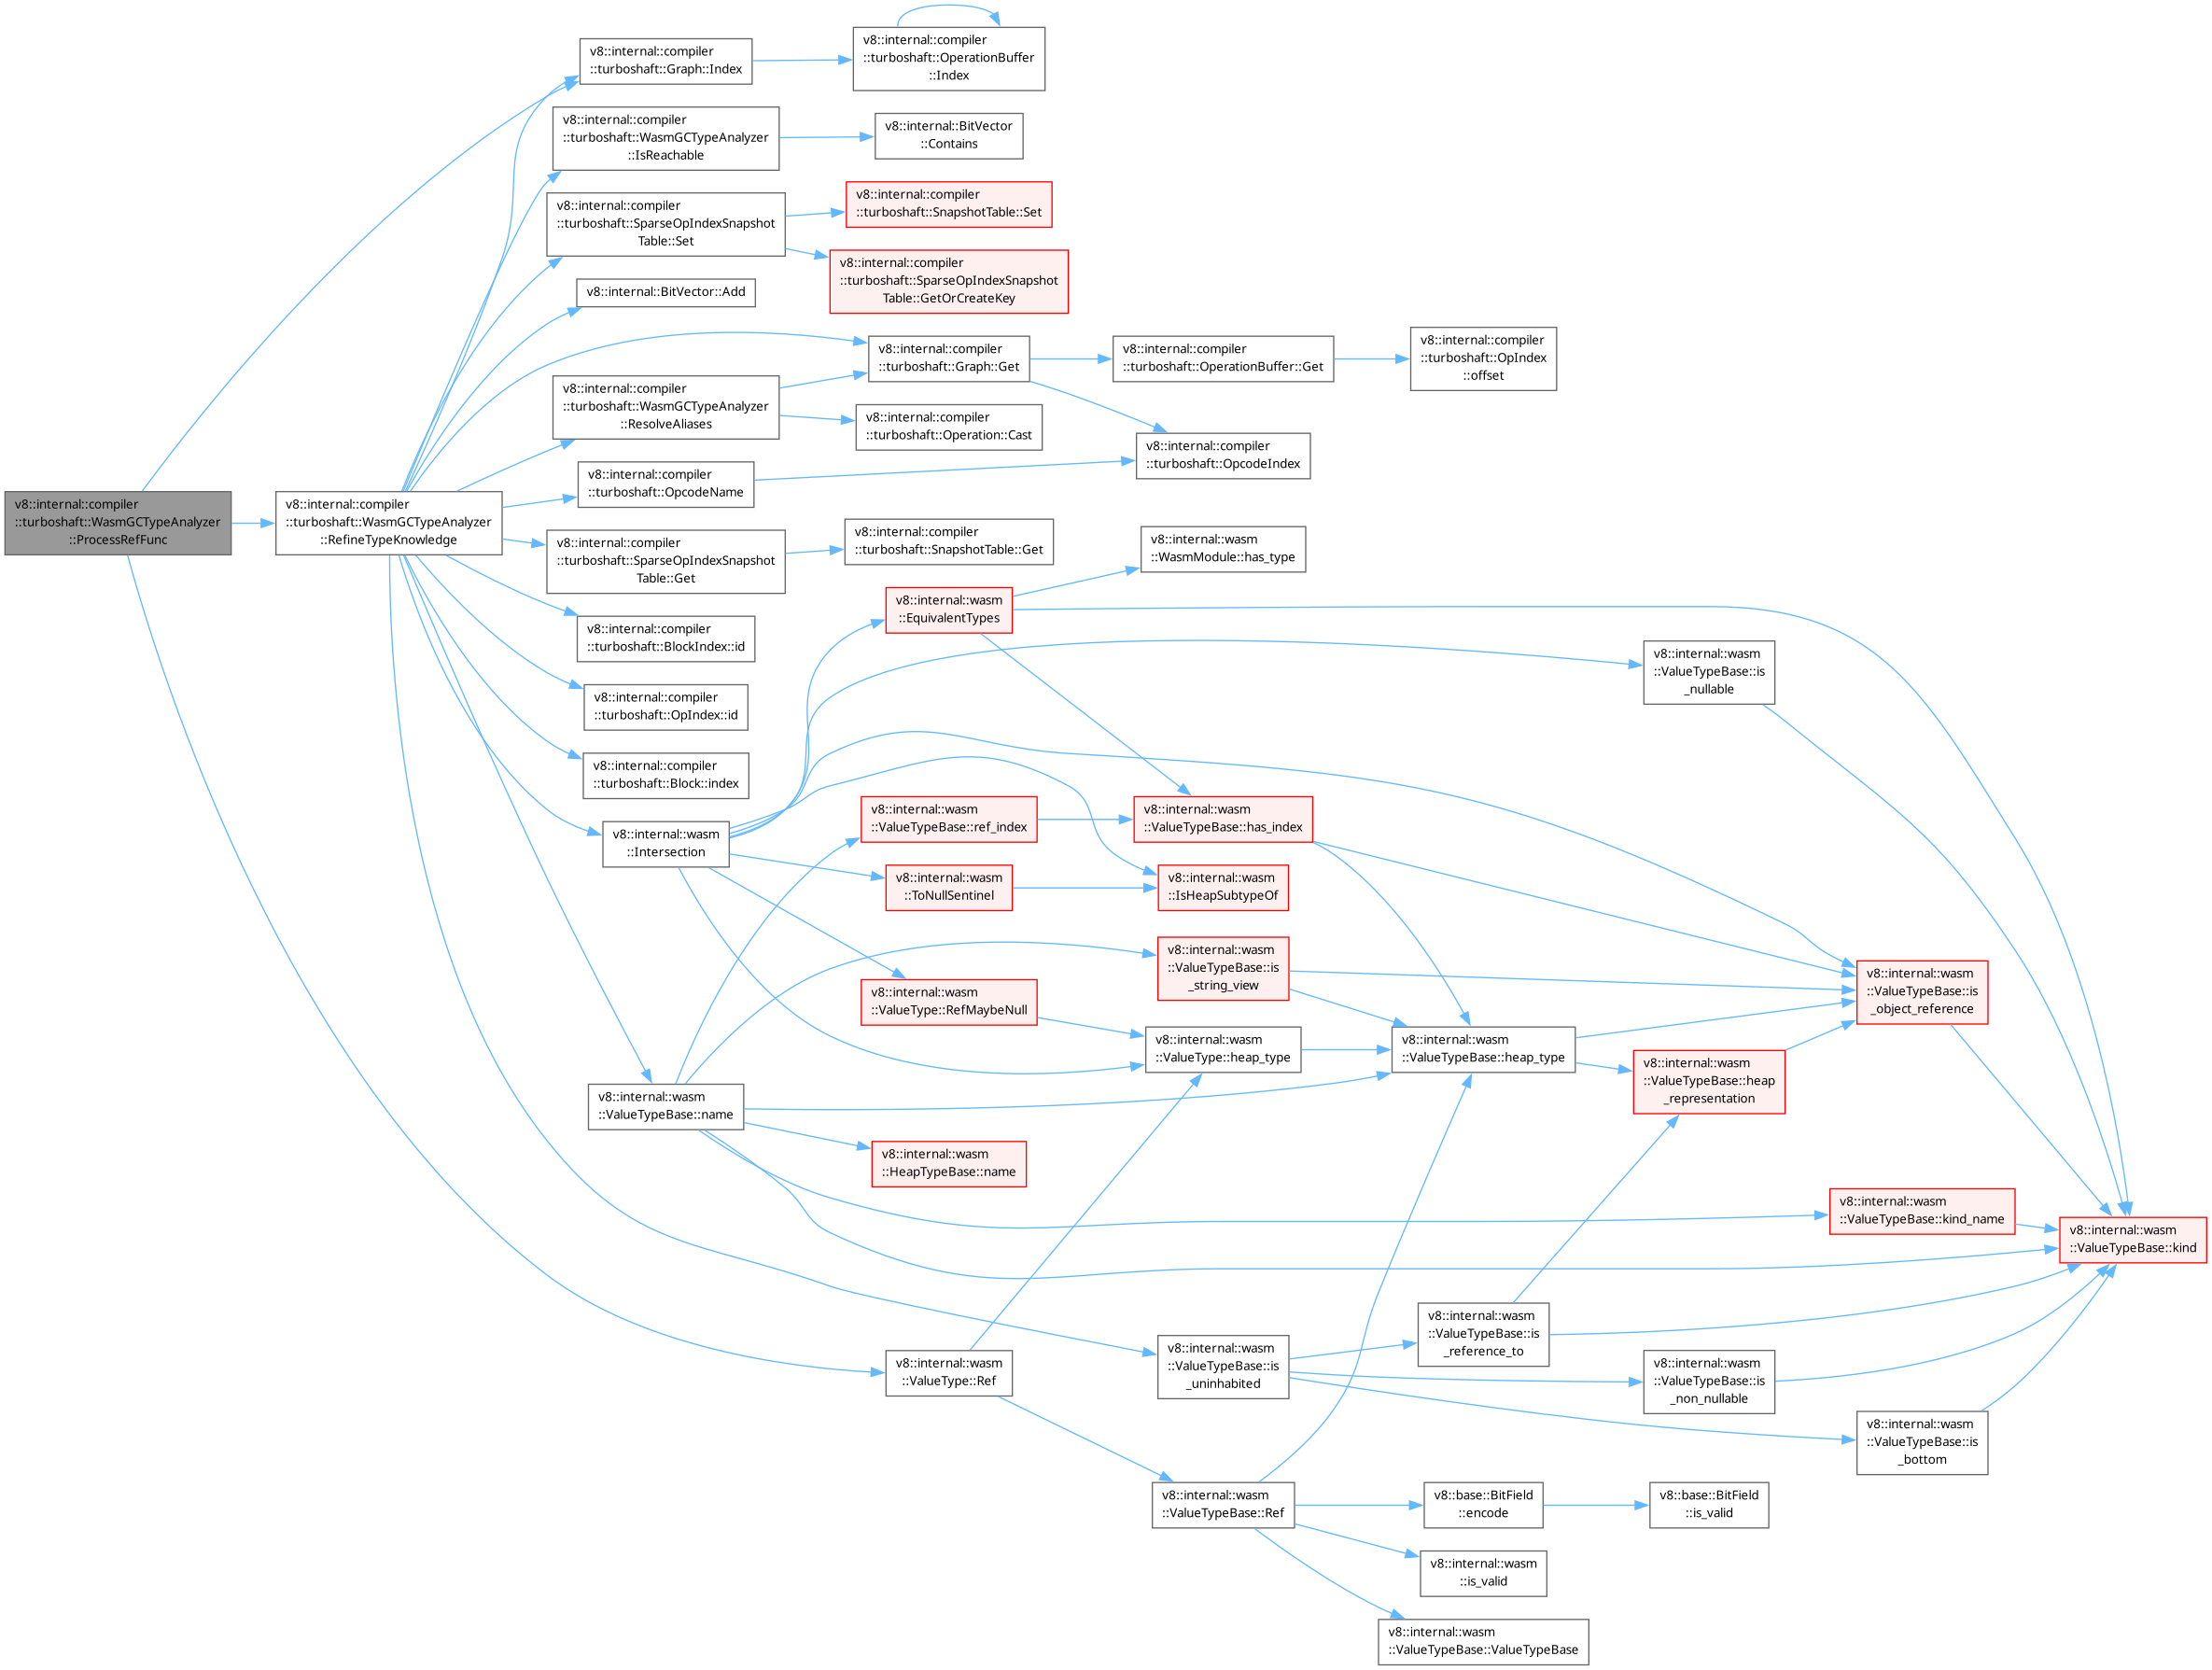 v8::internal::compiler
::turboshaft::WasmGCTypeAnalyzer
::ProcessRefFunc
v8::internal::compiler
::turboshaft::WasmGCTypeAnalyzer
::RefineTypeKnowledge
v8::internal::compiler
::turboshaft::Graph::Index
v8::internal::compiler
::turboshaft::OperationBuffer
::Index
v8::internal::compiler
::turboshaft::WasmGCTypeAnalyzer
::IsReachable
v8::internal::BitVector
::Contains
v8::internal::compiler
::turboshaft::SparseOpIndexSnapshot
Table::Set
v8::internal::compiler
::turboshaft::SnapshotTable::Set
v8::internal::compiler
::turboshaft::SparseOpIndexSnapshot
Table::GetOrCreateKey
v8::internal::BitVector::Add
v8::internal::compiler
::turboshaft::Graph::Get
v8::internal::compiler
::turboshaft::OperationBuffer::Get
v8::internal::compiler
::turboshaft::OpIndex
::offset
v8::internal::compiler
::turboshaft::WasmGCTypeAnalyzer
::ResolveAliases
v8::internal::compiler
::turboshaft::Operation::Cast
v8::internal::compiler
::turboshaft::OpcodeIndex
v8::internal::compiler
::turboshaft::OpcodeName
v8::internal::compiler
::turboshaft::SparseOpIndexSnapshot
Table::Get
v8::internal::compiler
::turboshaft::SnapshotTable::Get
v8::internal::wasm
::WasmModule::has_type
v8::internal::wasm
::EquivalentTypes
v8::internal::compiler
::turboshaft::BlockIndex::id
v8::internal::wasm
::ValueTypeBase::is
_nullable
v8::internal::compiler
::turboshaft::OpIndex::id
v8::internal::compiler
::turboshaft::Block::index
v8::internal::wasm
::Intersection
v8::internal::wasm
::ValueTypeBase::ref_index
v8::internal::wasm
::ValueTypeBase::has_index
v8::internal::wasm
::ToNullSentinel
v8::internal::wasm
::IsHeapSubtypeOf
v8::internal::wasm
::ValueTypeBase::is
_string_view
v8::internal::wasm
::ValueTypeBase::is
_object_reference
v8::internal::wasm
::ValueType::RefMaybeNull
v8::internal::wasm
::ValueType::heap_type
v8::internal::wasm
::ValueTypeBase::heap_type
v8::internal::wasm
::ValueTypeBase::heap
_representation
v8::internal::wasm
::ValueTypeBase::name
v8::internal::wasm
::HeapTypeBase::name
v8::internal::wasm
::ValueTypeBase::kind_name
v8::internal::wasm
::ValueTypeBase::kind
v8::internal::wasm
::ValueTypeBase::is
_reference_to
v8::internal::wasm
::ValueType::Ref
v8::internal::wasm
::ValueTypeBase::is
_uninhabited
v8::internal::wasm
::ValueTypeBase::is
_non_nullable
v8::internal::wasm
::ValueTypeBase::is
_bottom
v8::internal::wasm
::ValueTypeBase::Ref
v8::base::BitField
::encode
v8::base::BitField
::is_valid
v8::internal::wasm
::is_valid
v8::internal::wasm
::ValueTypeBase::ValueTypeBase